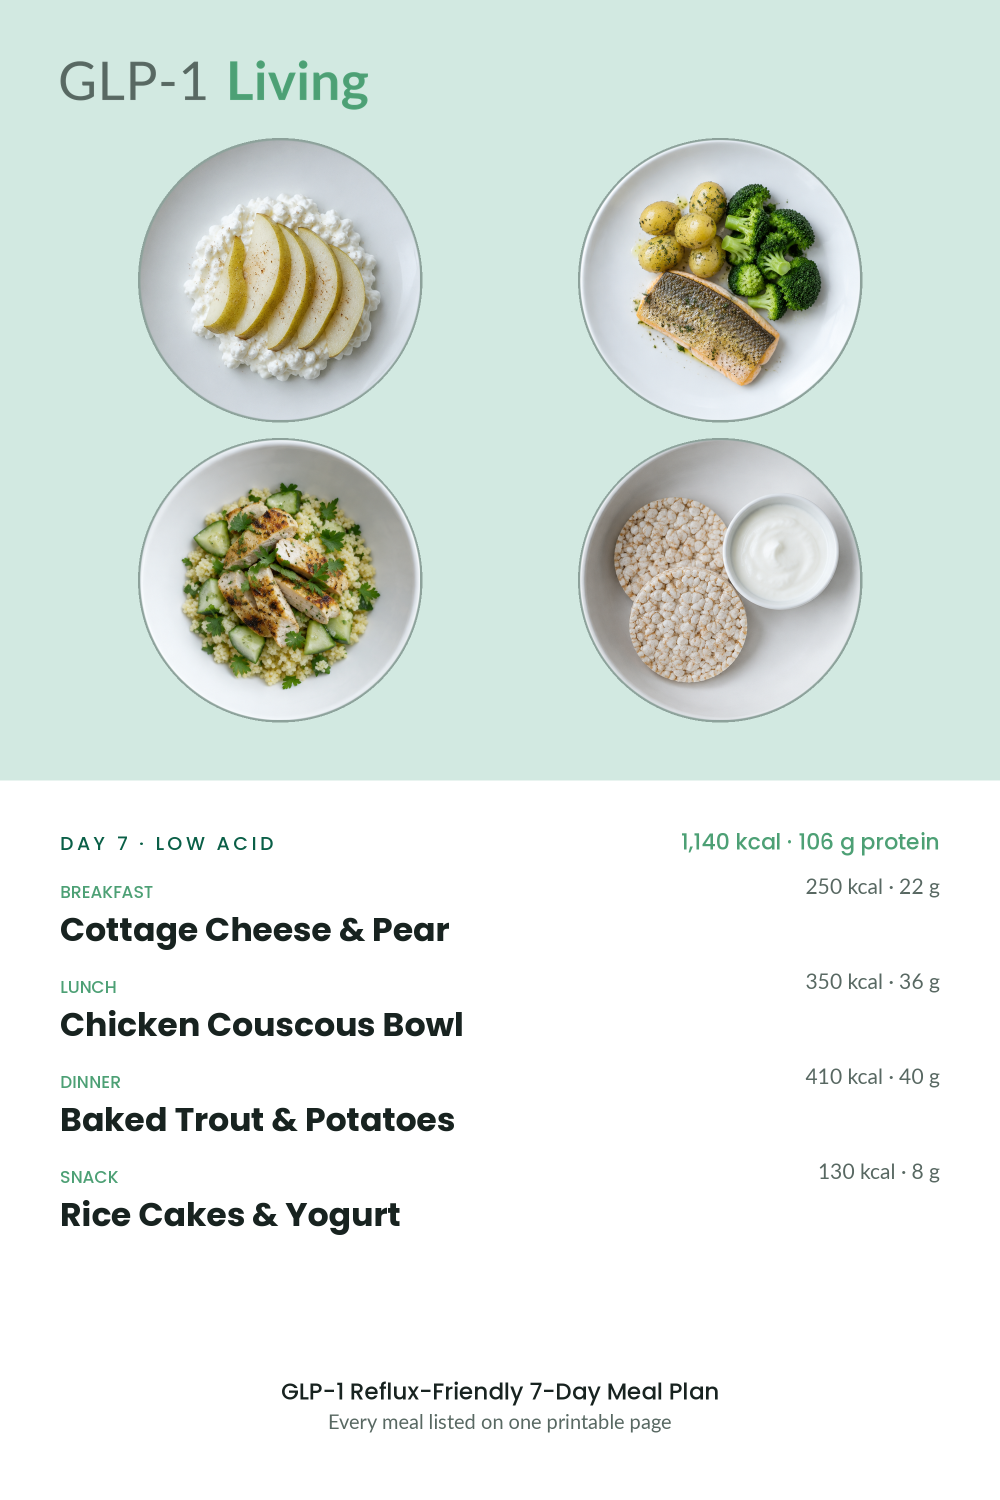 GLP-1 Living
DAY 7 · LOW ACID
1,140 kcal · 106 g protein
BREAKFAST
250 kcal · 22 g
Cottage Cheese & Pear
LUNCH
350 kcal · 36 g
Chicken Couscous Bowl
DINNER
410 kcal · 40 g
Baked Trout & Potatoes
SNACK
130 kcal · 8 g
Rice Cakes & Yogurt
GLP-1 Reflux-Friendly 7-Day Meal Plan
Every meal listed on one printable page